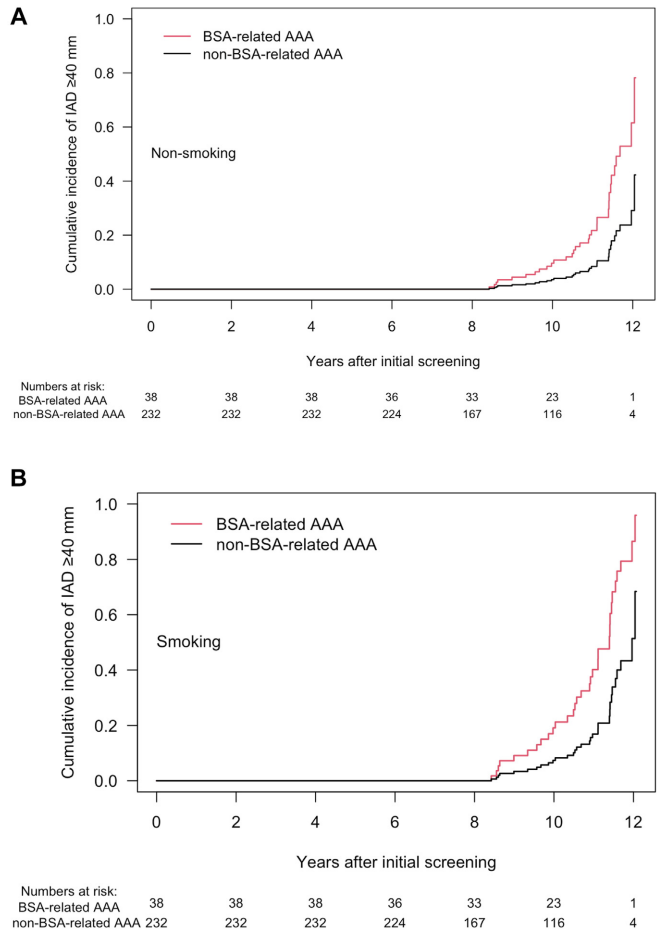 A
Cumulative incidence of IAD ≥40 mm
1.0
0.8
0.6
0.4
0.2
0.0
BSA-related AAA
non-BSA-related AAA
Non-smoking
0 2 4 6 8 10 12
Years after initial screening
Numbers at risk:
BSA-related AAA 38 38 38 36 33 23 1
non-BSA-related AAA 232 232 232 224 167 116 4
B
Cumulative incidence of IAD ≥40 mm
1.0
0.8
0.6
0.4
0.2
0.0
BSA-related AAA
non-BSA-related AAA
Smoking
0 2 4 6 8 10 12
Years after initial screening
Numbers at risk:
BSA-related AAA 38 38 38 36 33 23 1
non-BSA-related AAA 232 232 232 224 167 116 4